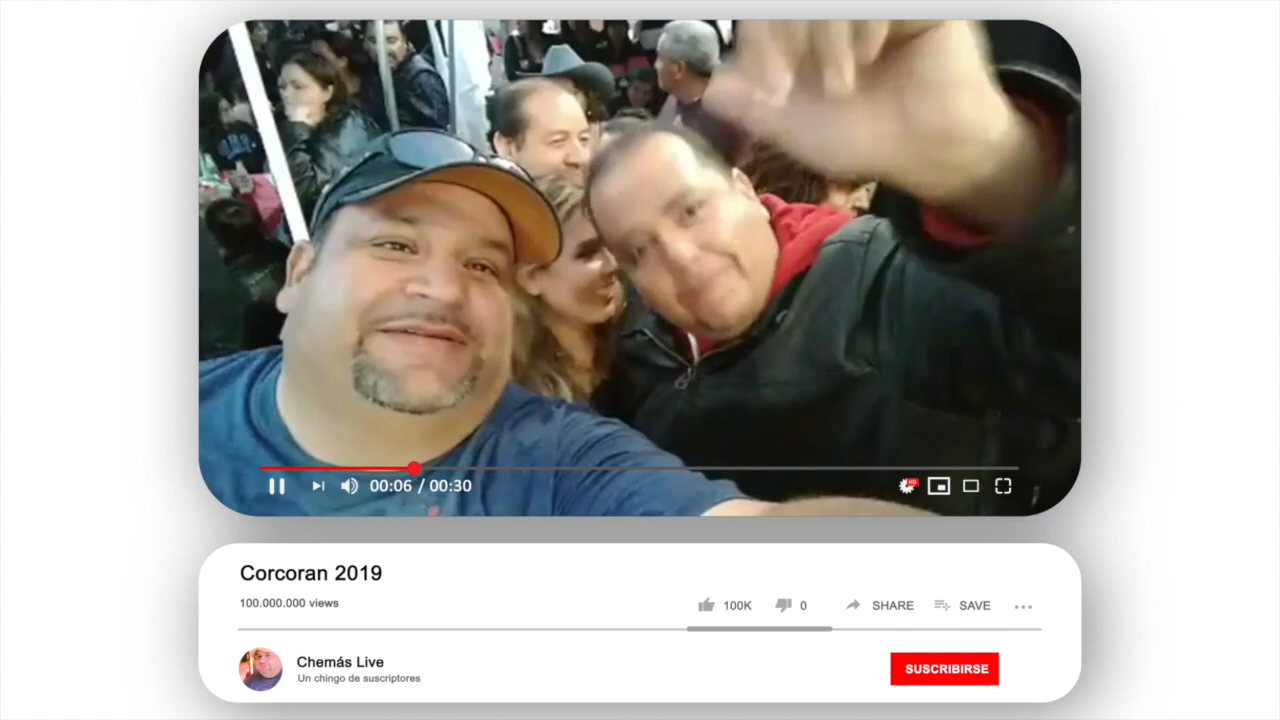 00:06 / 00:30
HD
Corcoran 2019
100.000.000 views
100K
0
SHARE
SAVE
Chemás Live
Un chingo de suscriptores
SUSCRIBIRSE